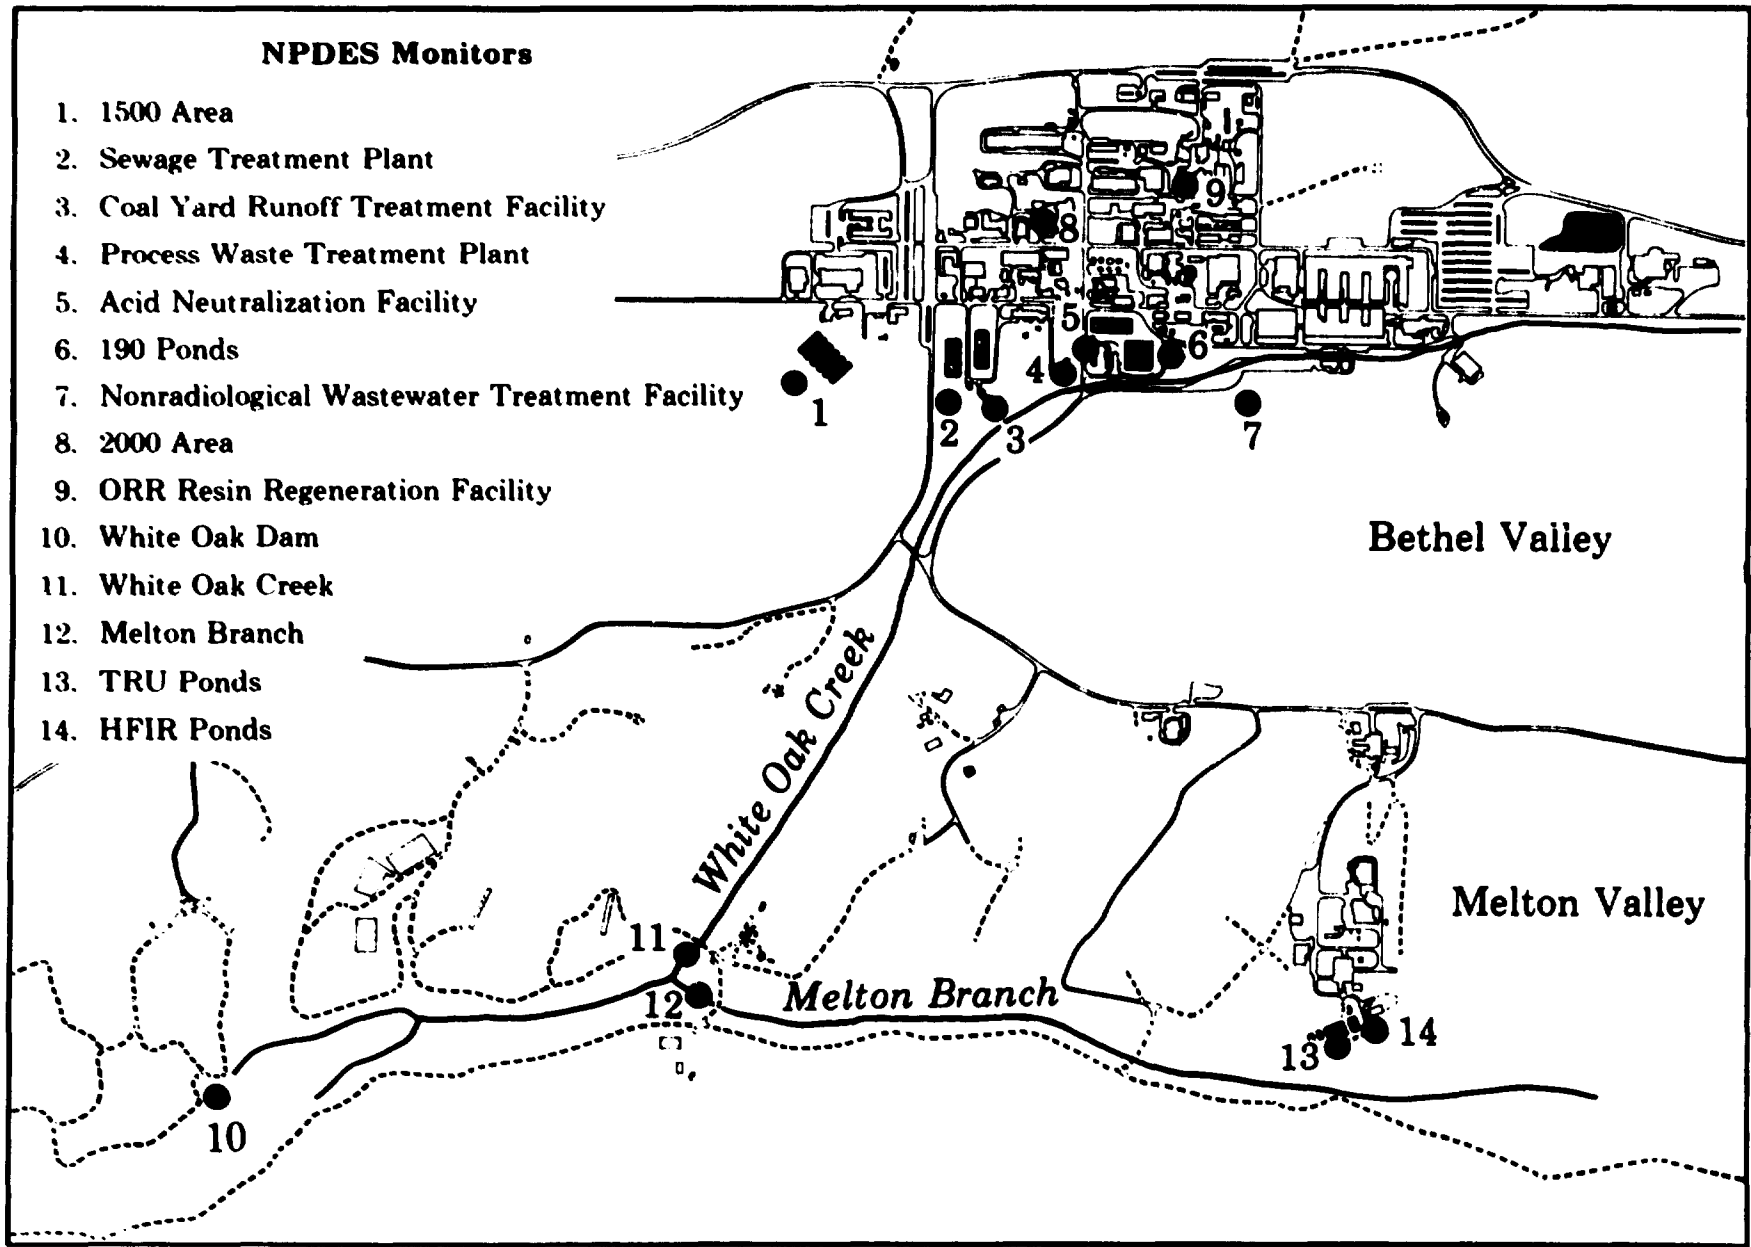 NPDES Monitors
1. 1500 Area
2. Sewage Treatment Plant
3. Coal Yard Runoff Treatment Facility
4. Process Waste Treatment Plant
5. Acid Neutralization Facility
6. 190 Ponds
7. Nonradiological Wastewater Treatment Facility
8. 2000 Area
9. ORR Resin Regeneration Facility
10. White Oak Dam
11. White Oak Creek
12. Melton Branch
13. TRU Ponds
14. HFIR Ponds
9
8
5
6
4
1
2
3
7
Bethel Valley
White Oak Creek
Melton Valley
11
12
Melton Branch
13
14
10